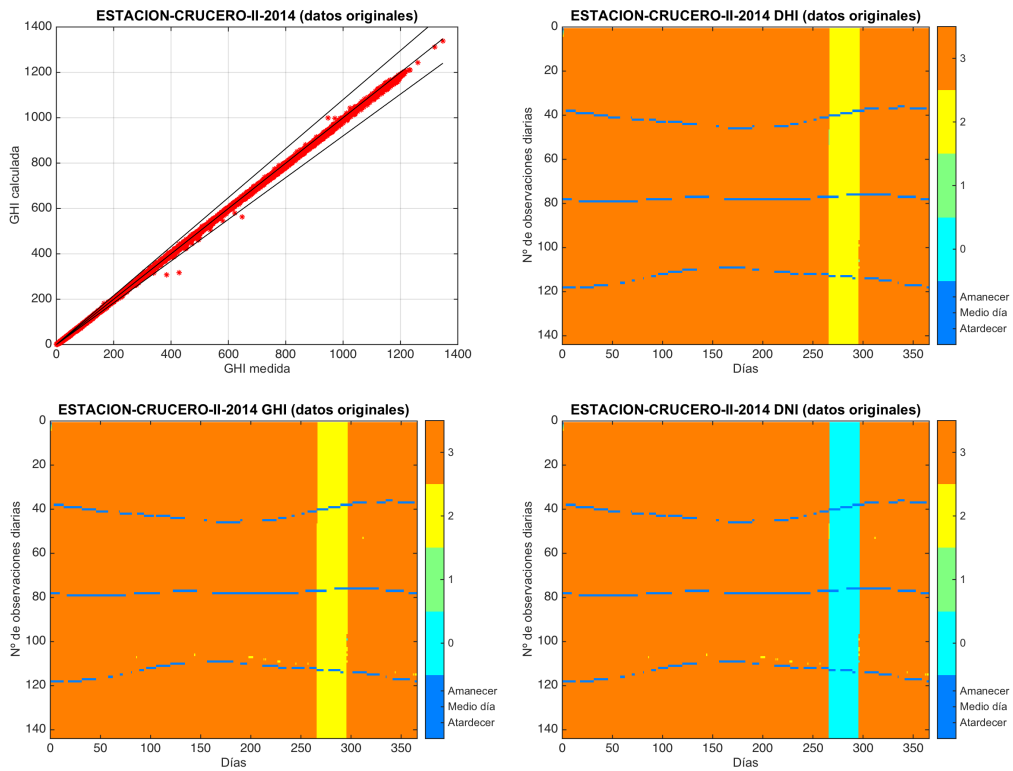 ESTACION-CRUCERO-II-2014 (datos originales)
1400
1200
1000
800
600
400
200
0
0 200 400 600 800 1000 1200 1400
GHI calculada
GHI medida
ESTACION-CRUCERO-II-2014 DHI (datos originales)
0
20
40
60
80
100
120
140
0 50 100 150 200 250 300 350
Nº de observaciones diarias
Días
3
2
1
0
Amanecer
Medio día
Atardecer
ESTACION-CRUCERO-II-2014 GHI (datos originales)
0
20
40
60
80
100
120
140
0 50 100 150 200 250 300 350
Nº de observaciones diarias
Días
3
2
1
0
Amanecer
Medio día
Atardecer
ESTACION-CRUCERO-II-2014 DNI (datos originales)
0
20
40
60
80
100
120
140
0 50 100 150 200 250 300 350
Nº de observaciones diarias
Días
3
2
1
0
Amanecer
Medio día
Atardecer